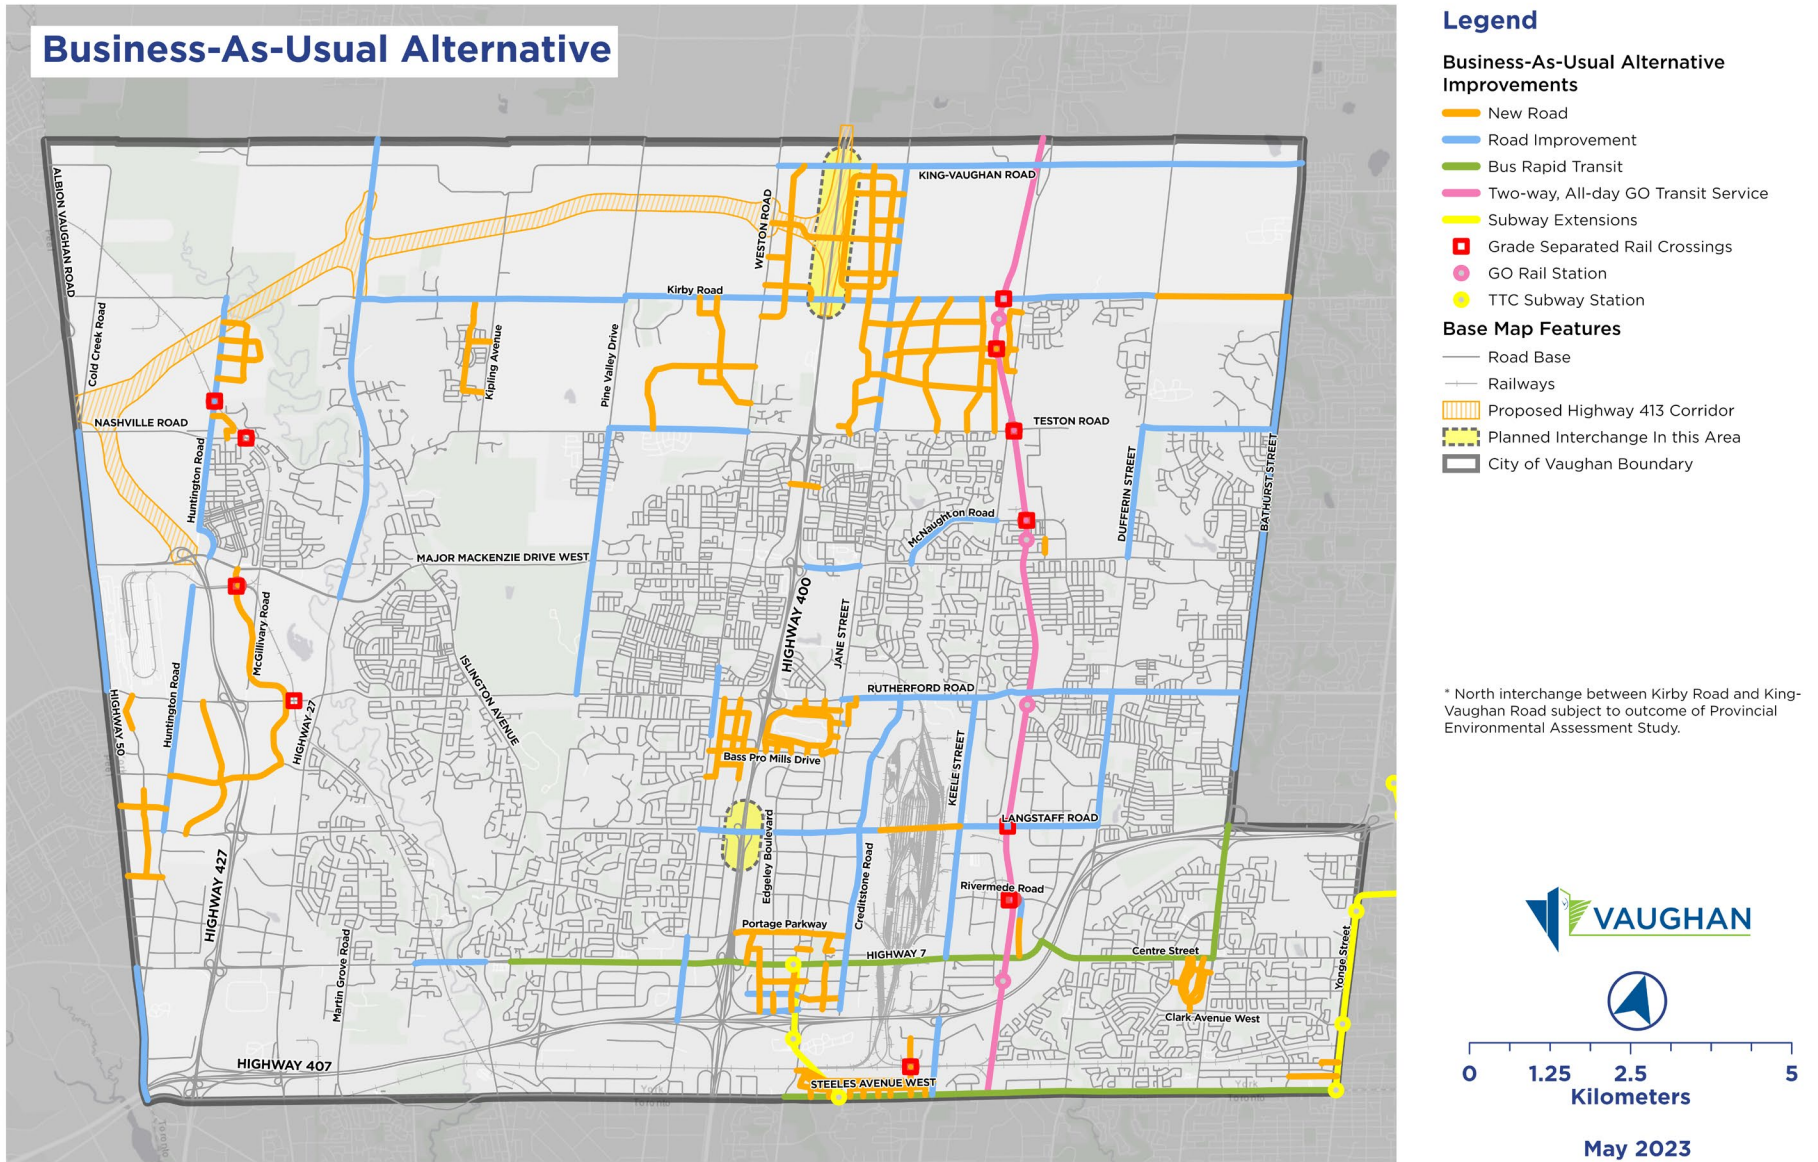 Business-As-Usual Alternative
ALBION VAUGHAN ROAD
Cold Creek Road
NASHVILLE ROAD
Huntington Road
WESTON ROAD
KING-VAUGHAN ROAD
Kirby Road
Kipling Avenue
Pine Valley Drive
TESTON ROAD
DUFFERIN STREET
BATHURST STREET
McNaughton Road
MAJOR MACKENZIE DRIVE WEST
HIGHWAY 400
JANE STREET
McGillivary Road
ISLINGTON AVENUE
HIGHWAY 50
Huntington Road
HIGHWAY 27
RUTHERFORD ROAD
Bass Pro Mills Drive
KEELE STREET
LANGSTAFF ROAD
Edgeley Boulevard
Creditstone Road
HIGHWAY 427
Rivermede Road
Portage Parkway
HIGHWAY 7
Centre Street
Martin Grove Road
Yonge Street
Clark Avenue West
HIGHWAY 407
STEELES AVENUE WEST
York
Toronto
York
Toronto
Toronto
Legend
Business-As-Usual Alternative
Improvements
New Road
Road Improvement
Bus Rapid Transit
Two-way, All-day GO Transit Service
Subway Extensions
Grade Separated Rail Crossings
GO Rail Station
TTC Subway Station
Base Map Features
Road Base
Railways
Proposed Highway 413 Corridor
Planned Interchange In this Area
City of Vaughan Boundary
* North interchange between Kirby Road and King-
Vaughan Road subject to outcome of Provincial
Environmental Assessment Study.
VAUGHAN
0 1.25 2.5 5
Kilometers
May 2023